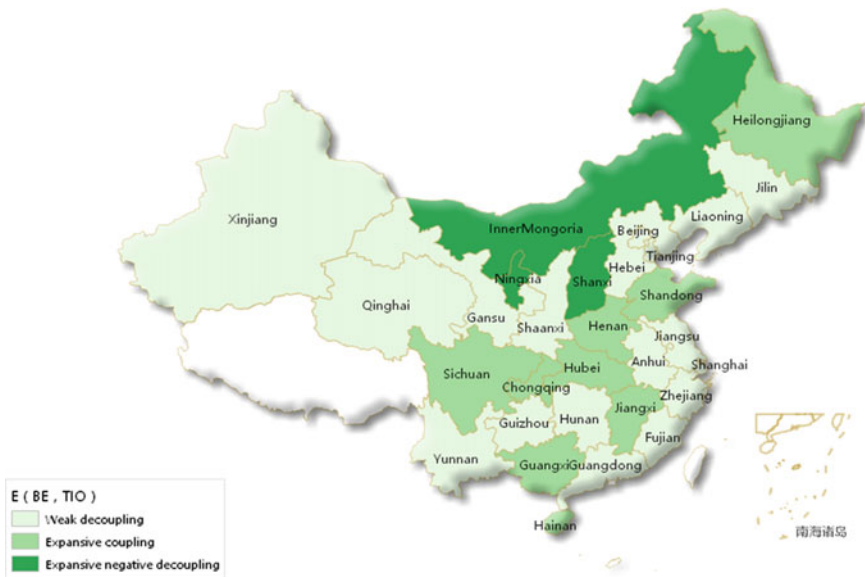 Heilongjiang
Jilin
Liaoning
Xinjiang
InnerMongoria
Beijing
Tianjing
Hebei
Ningxia
Shanxi
Qinghai
Shandong
Gansu
Shaanxi
Henan
Jiangsu
Anhui
Shanghai
Sichuan
Hubei
Chongqing
Zhejiang
Jiangxi
Guizhou
Hunan
Fujian
Yunnan
Guangxi
Guangdong
Hainan
南海诸岛
E ( BE , TIO )
Weak decoupling
Expansive coupling
Expansive negative decoupling